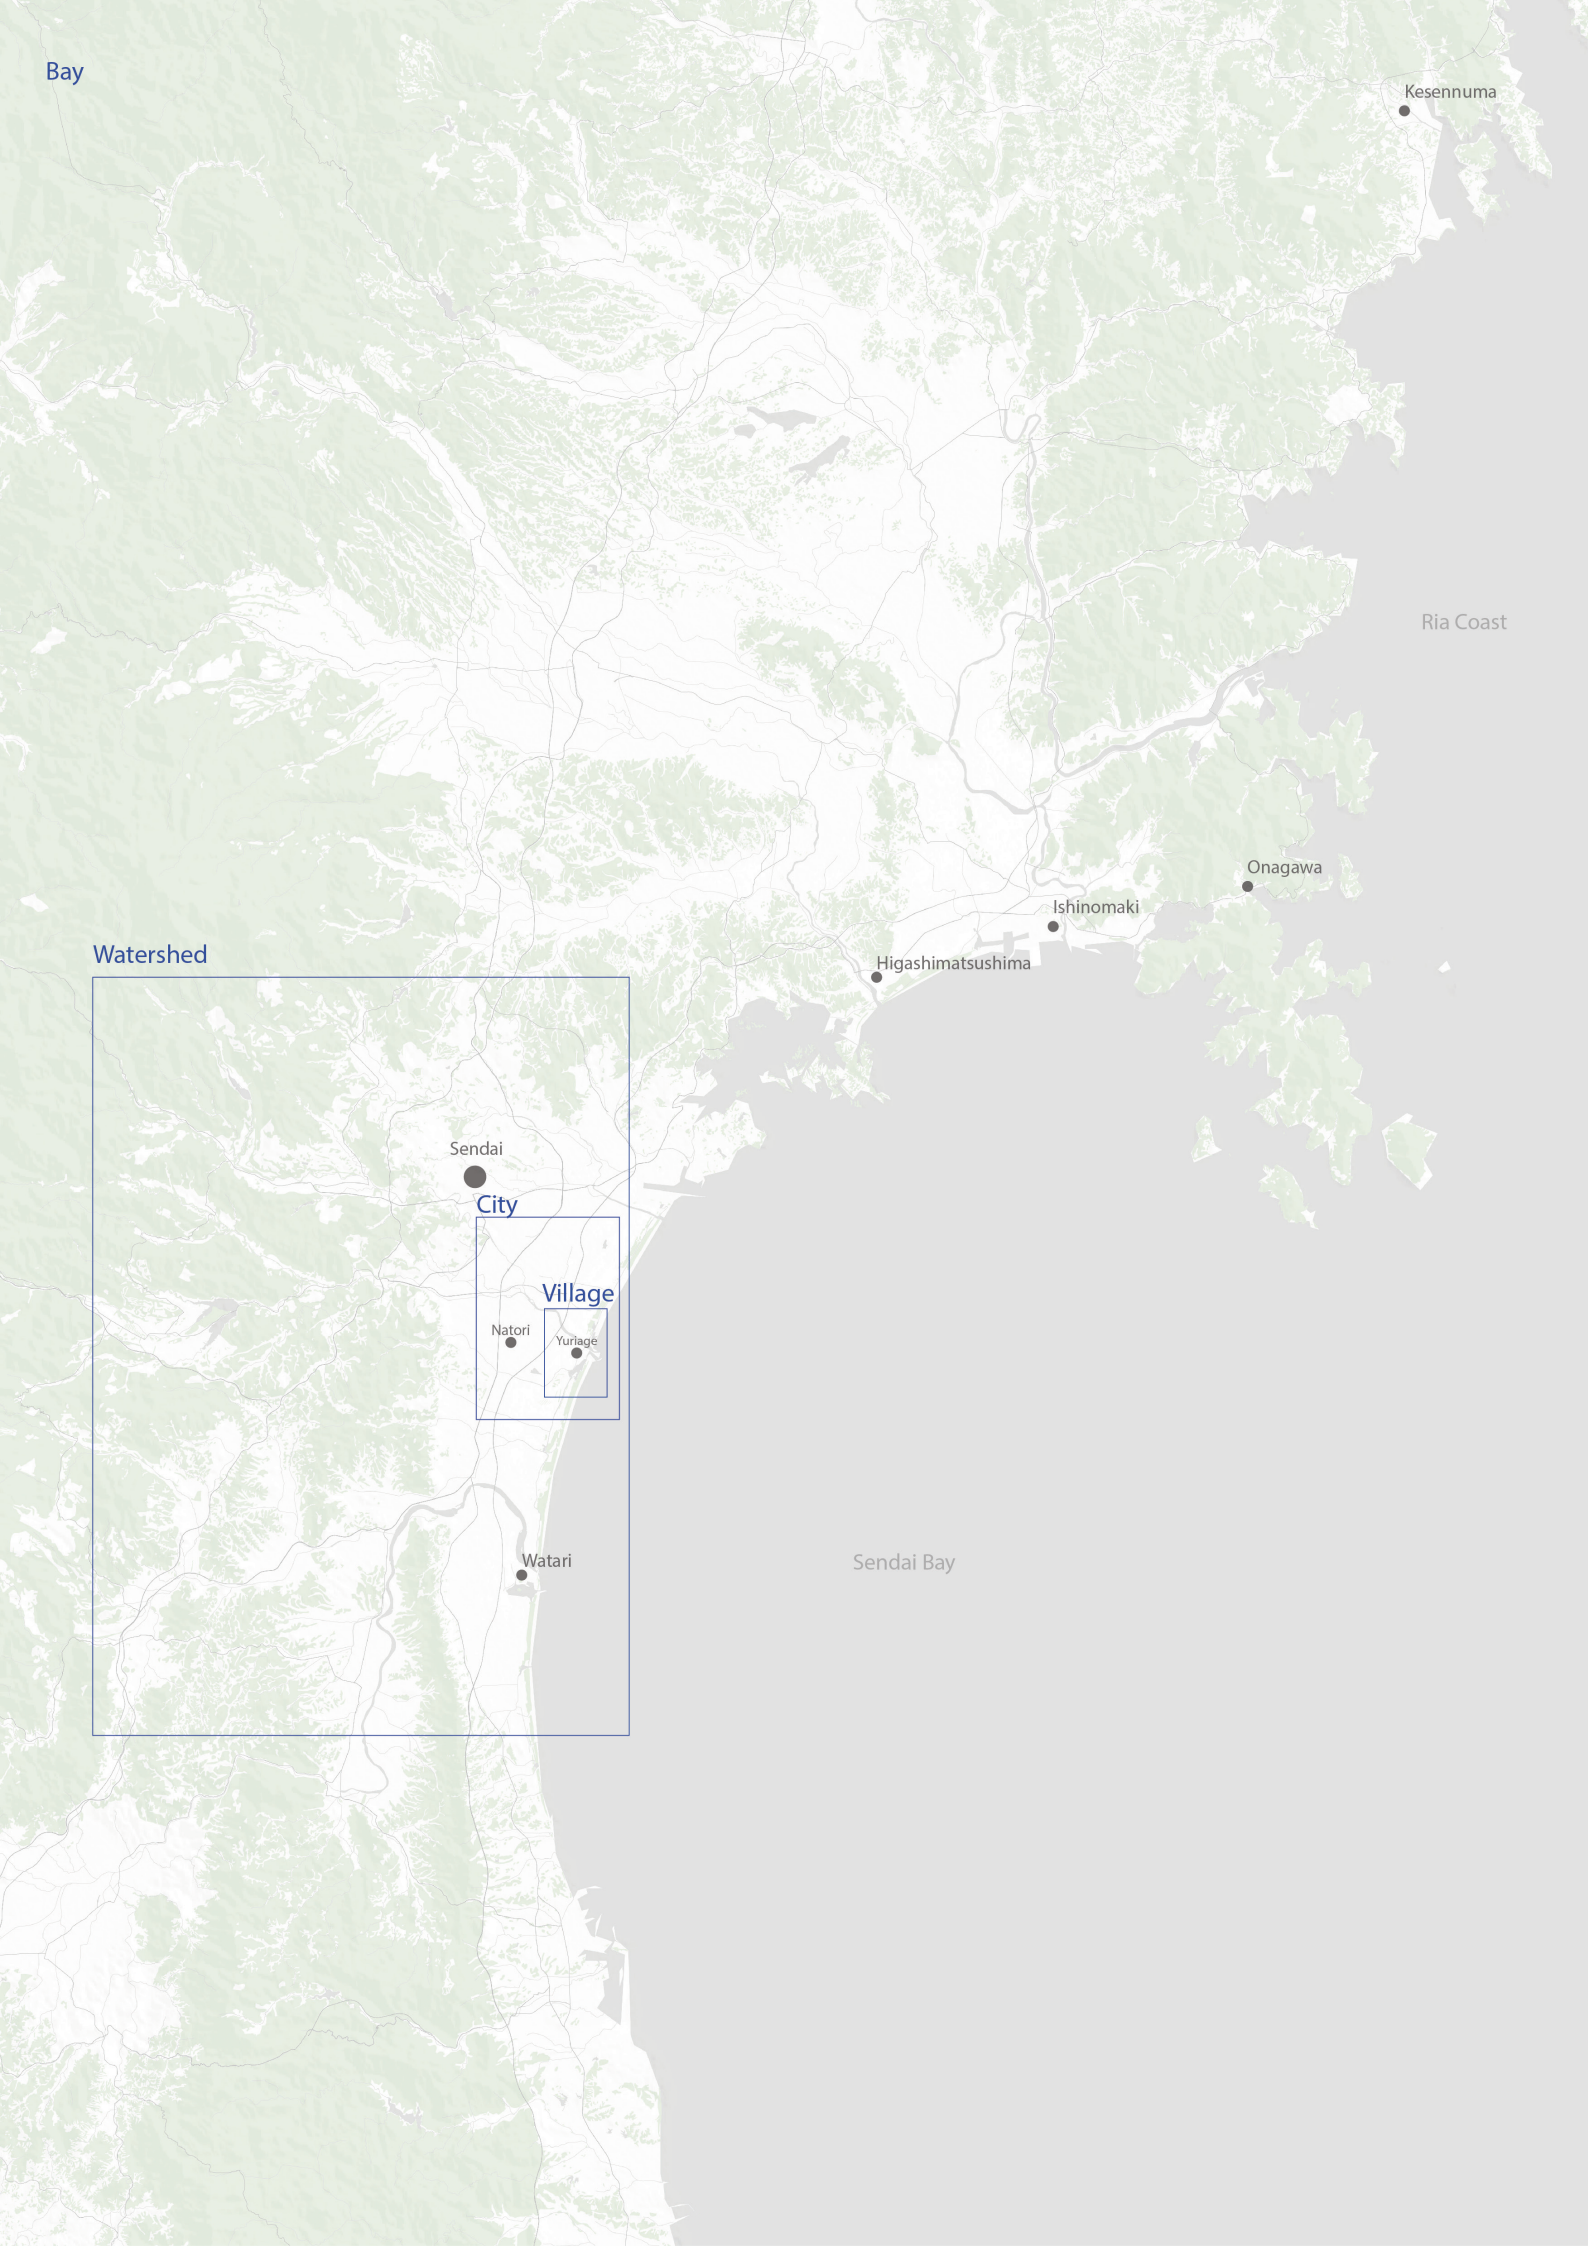 Bay
Kesennuma
Ria Coast
Onagawa
Ishinomaki
Watershed
Higashimatsushima
Sendai
City
Village
Natori
Yuriage
Watari
Sendai Bay